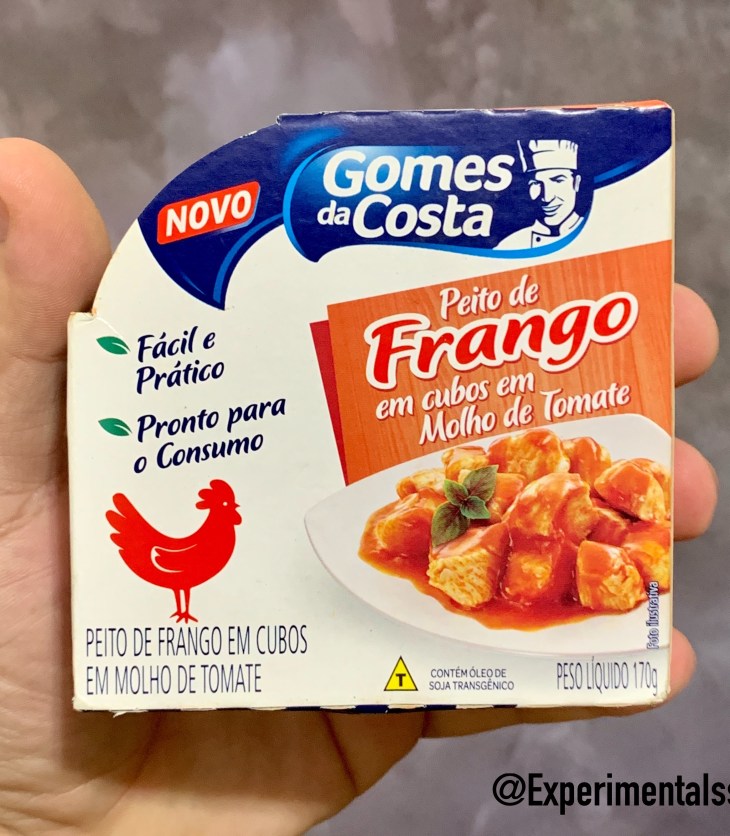 NOVO
Gomes
da Costa
Peito de
Frango
em cubos em
Molho de Tomate
Fácil e
Prático
Pronto para
o Consumo
PEITO DE FRANGO EM CUBOS
EM MOLHO DE TOMATE
T
CONTÉM ÓLEO DE
SOJA TRANSGÊNICO
PESO LÍQUIDO 170g
Foto ilustrativa
@Experimentalss